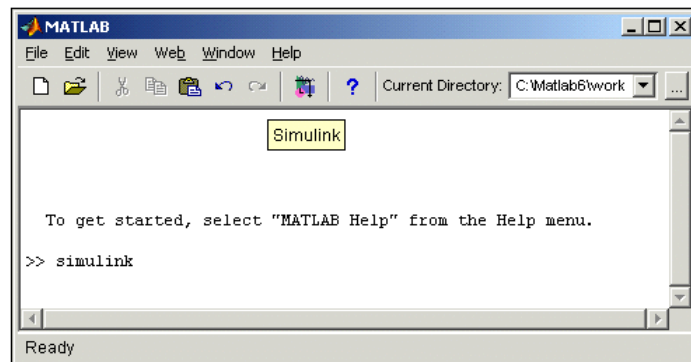 MATLAB
File Edit View Web Window Help
? Current Directory: C:\Matlab6\work ...
Simulink
To get started, select "MATLAB Help" from the Help menu.
>> simulink
Ready